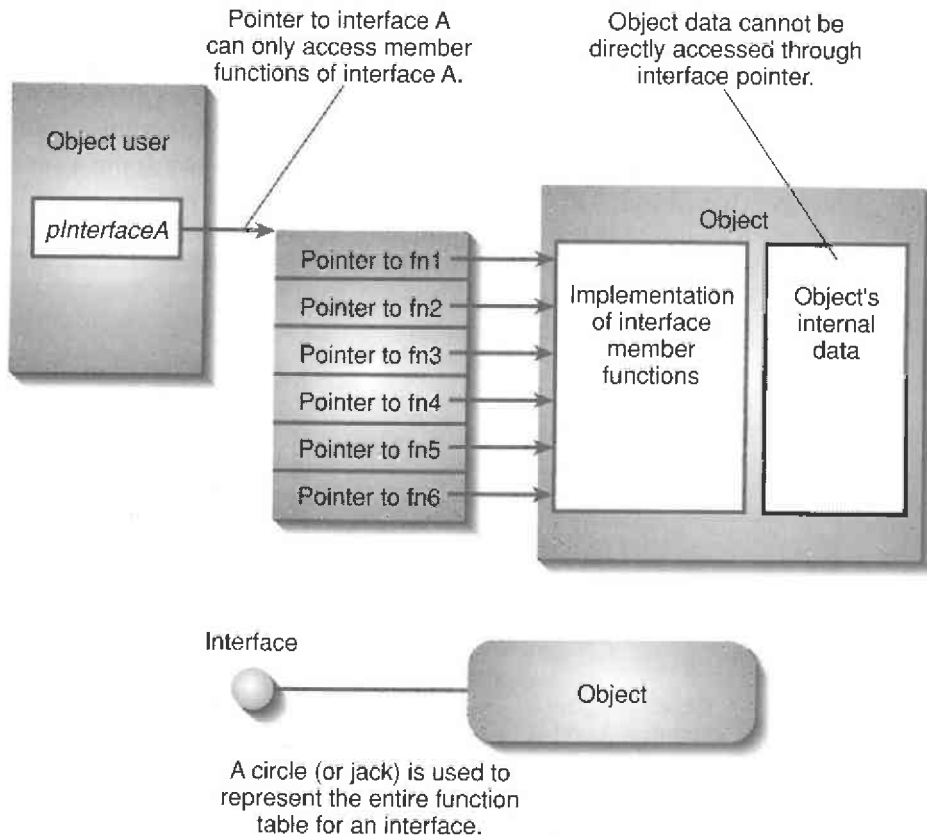 Pointer to interface A
can only access member
functions of interface A.
Object data cannot be
directly accessed through
interface pointer.
Object user
pInterfaceA
Pointer to fn1
Pointer to fn2
Pointer to fn3
Pointer to fn4
Pointer to fn5
Pointer to fn6
Object
Implementation
of interface
member
functions
Object's
internal
data
Interface
Object
A circle (or jack) is used to
represent the entire function
table for an interface.